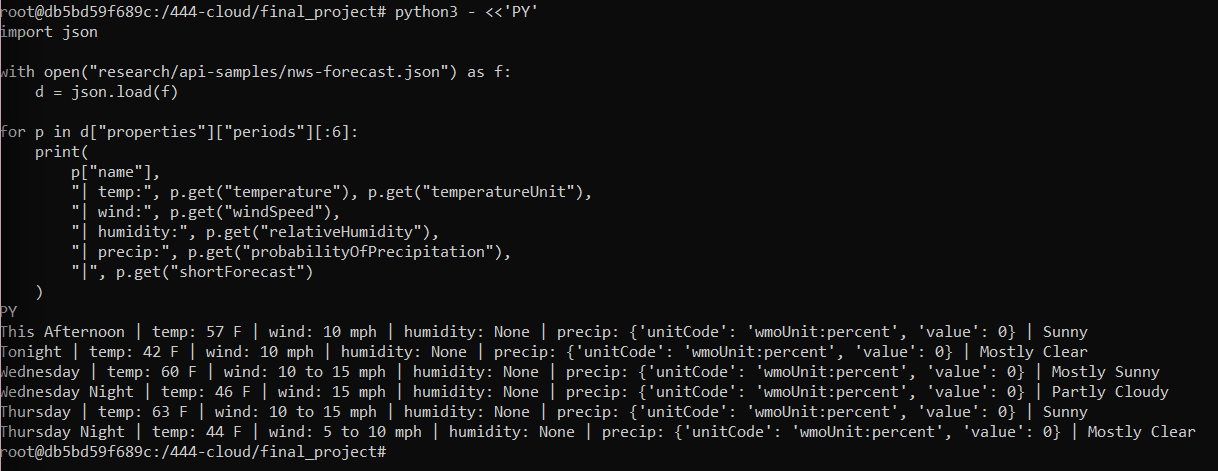 root@db5bd59f689c:/444-cloud/final_project# python3 - <<'PY'
import json

with open("research/api-samples/nws-forecast.json") as f:
    d = json.load(f)

for p in d["properties"]["periods"][:6]:
    print(
        p["name"],
        "| temp:", p.get("temperature"), p.get("temperatureUnit"),
        "| wind:", p.get("windSpeed"),
        "| humidity:", p.get("relativeHumidity"),
        "| precip:", p.get("probabilityOfPrecipitation"),
        "|", p.get("shortForecast")
    )
PY
This Afternoon | temp: 57 F | wind: 10 mph | humidity: None | precip: {'unitCode': 'wmoUnit:percent', 'value': 0} | Sunny
Tonight | temp: 42 F | wind: 10 mph | humidity: None | precip: {'unitCode': 'wmoUnit:percent', 'value': 0} | Mostly Clear
Wednesday | temp: 60 F | wind: 10 to 15 mph | humidity: None | precip: {'unitCode': 'wmoUnit:percent', 'value': 0} | Mostly Sunny
Wednesday Night | temp: 46 F | wind: 15 mph | humidity: None | precip: {'unitCode': 'wmoUnit:percent', 'value': 0} | Partly Cloudy
Thursday | temp: 63 F | wind: 10 to 15 mph | humidity: None | precip: {'unitCode': 'wmoUnit:percent', 'value': 0} | Sunny
Thursday Night | temp: 44 F | wind: 5 to 10 mph | humidity: None | precip: {'unitCode': 'wmoUnit:percent', 'value': 0} | Mostly Clear
root@db5bd59f689c:/444-cloud/final_project#